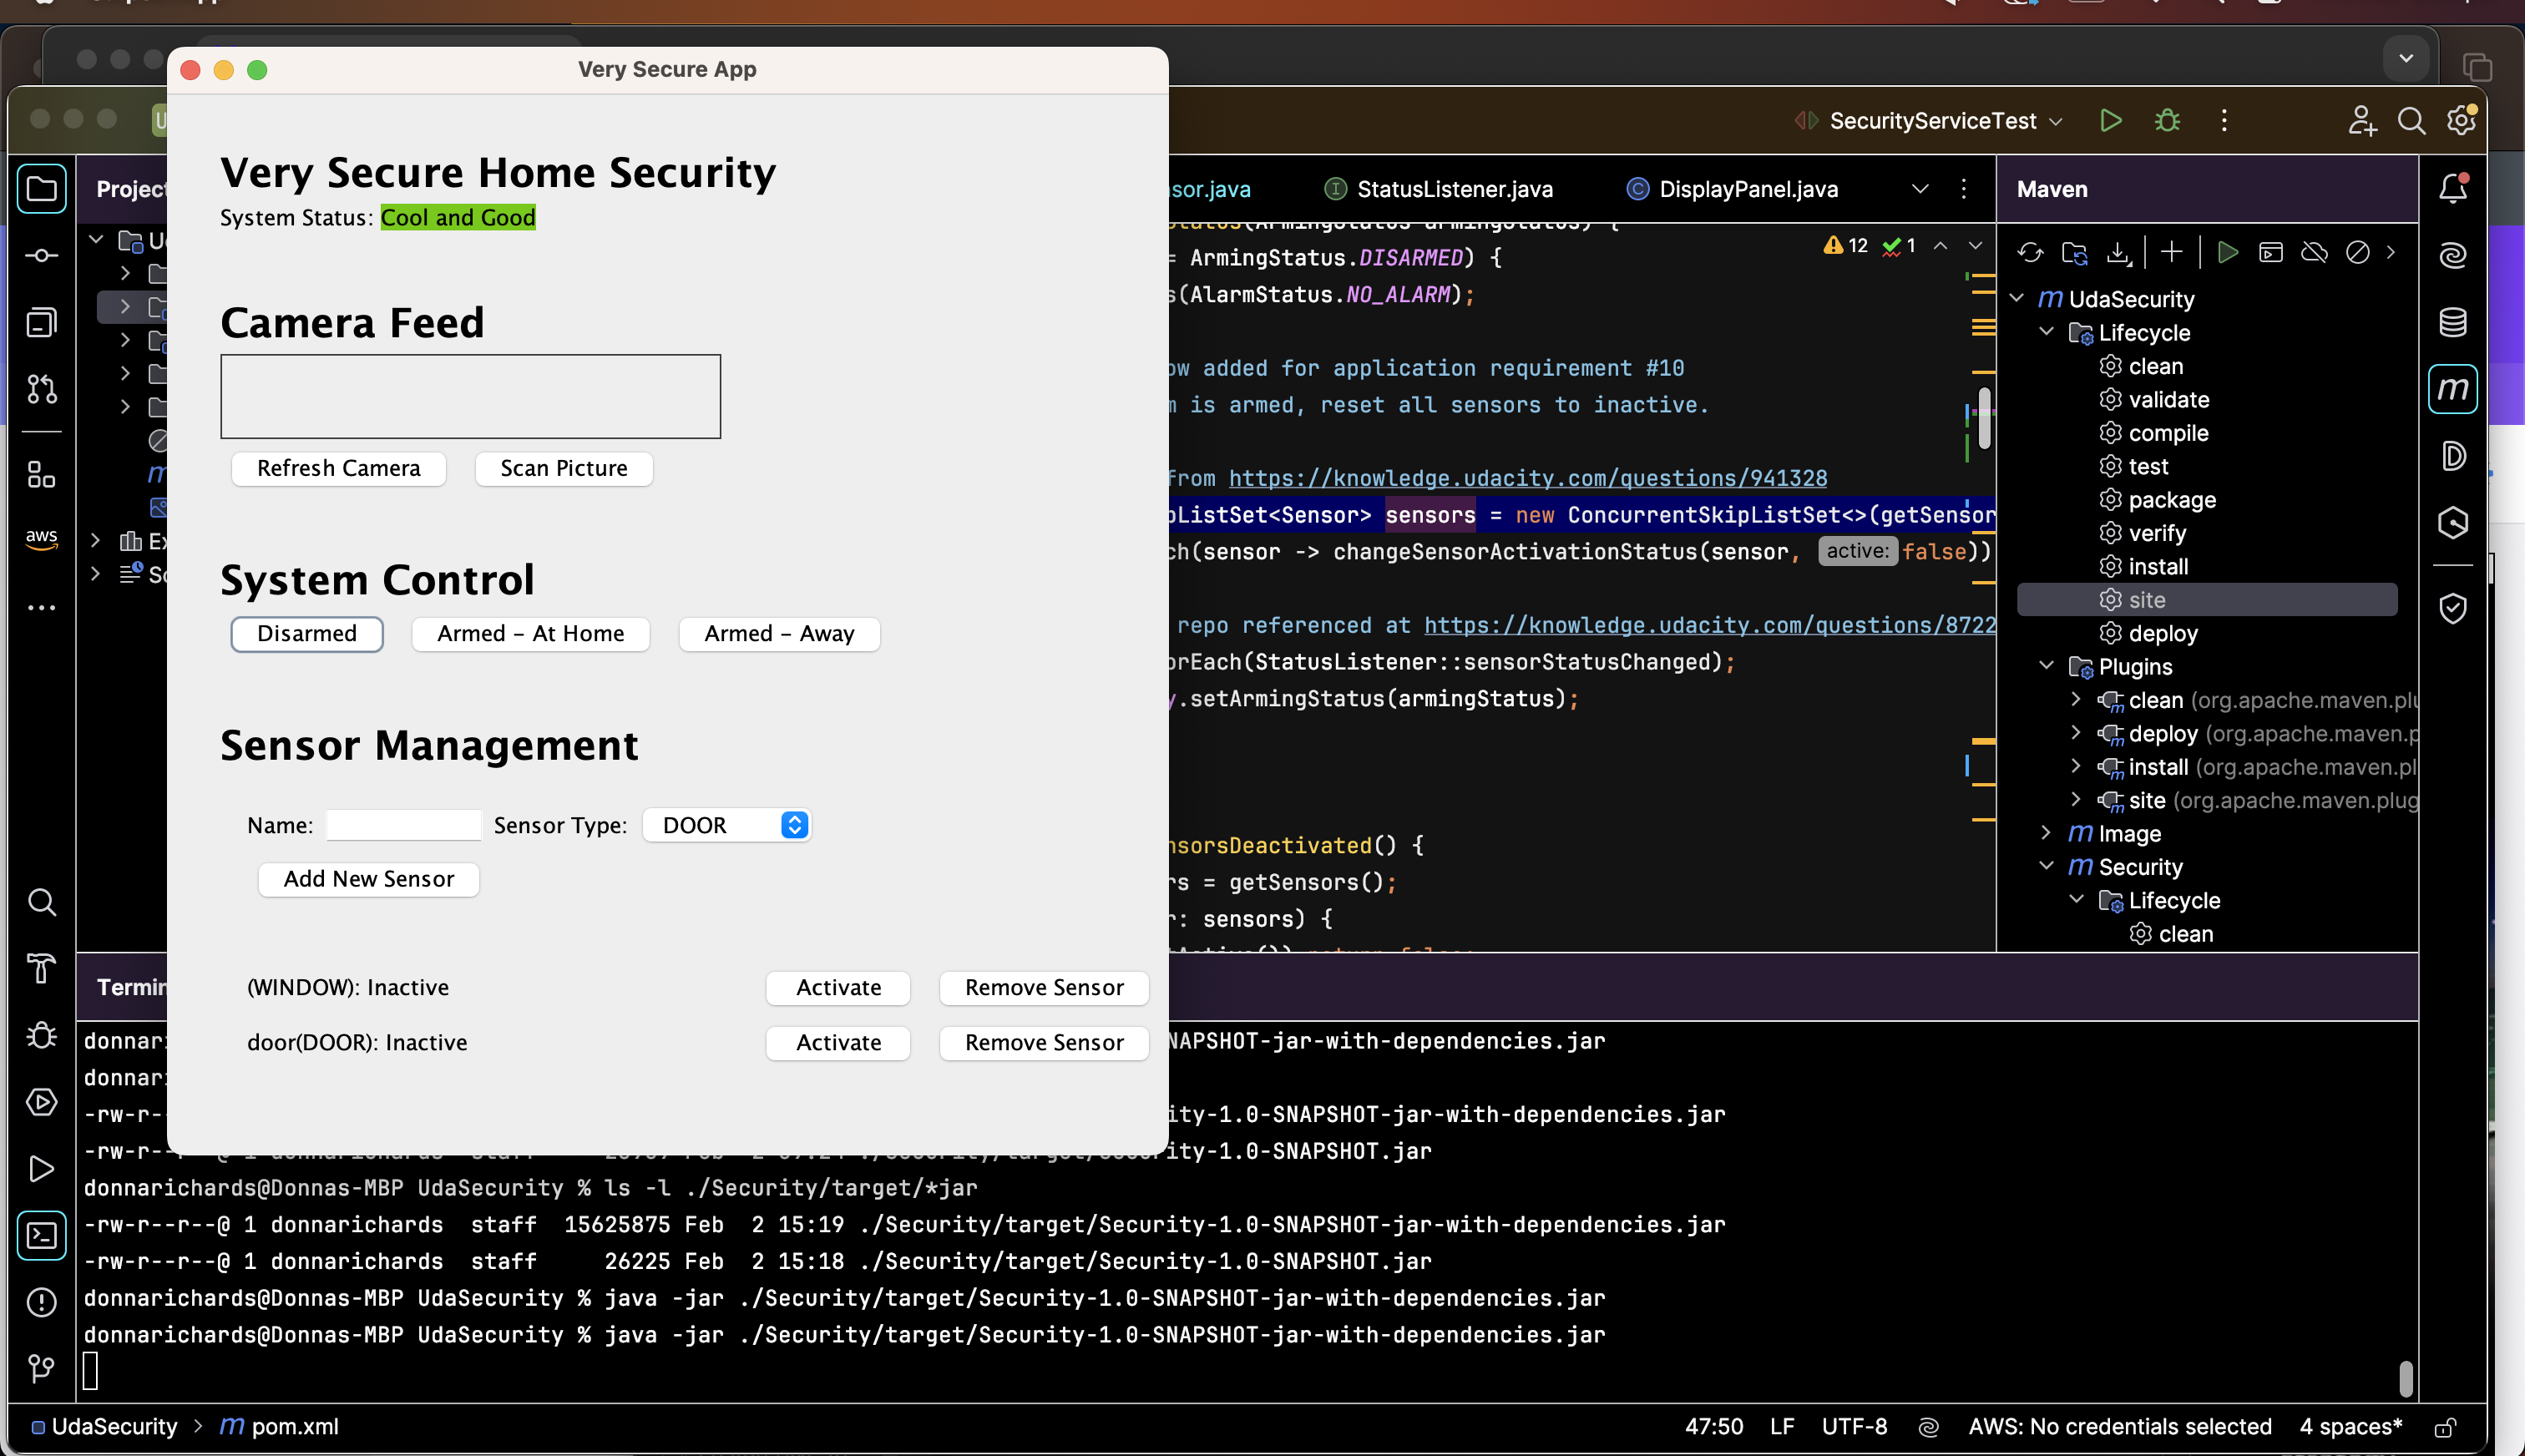 Very Secure App
Very Secure Home Security
System Status: Cool and Good
Camera Feed
Refresh Camera
Scan Picture
System Control
Disarmed
Armed – At Home
Armed – Away
Sensor Management
Name:
Sensor Type:
DOOR
Add New Sensor
(WINDOW): Inactive
Activate
Remove Sensor
door(DOOR): Inactive
Activate
Remove Sensor
SecurityServiceTest
Project
aws
sor.java
StatusListener.java
DisplayPanel.java
12
1
= ArmingStatus.DISARMED) {
s(AlarmStatus.NO_ALARM);
ow added for application requirement #10
is armed, reset all sensors to inactive.
from https://knowledge.udacity.com/questions/941328
pListSet<Sensor> sensors = new ConcurrentSkipListSet<>(getSensor
ch(sensor -> changeSensorActivationStatus(sensor, active: false))
repo referenced at https://knowledge.udacity.com/questions/8722
orEach(StatusListener::sensorStatusChanged);
.setArmingStatus(armingStatus);
nsorsDeactivated() {
rs = getSensors();
r: sensors) {
Maven
UdaSecurity
Lifecycle
clean
validate
compile
test
package
verify
install
site
deploy
Plugins
clean (org.apache.maven.plu
deploy (org.apache.maven.p
install (org.apache.maven.pl
site (org.apache.maven.plug
Image
Security
Lifecycle
clean
Termin
donnari
NAPSHOT-jar-with-dependencies.jar
donnari
-rw-r--
ity-1.0-SNAPSHOT-jar-with-dependencies.jar
-rw-r--
ity-1.0-SNAPSHOT.jar
donnarichards@Donnas-MBP UdaSecurity % ls -l ./Security/target/*jar
-rw-r--r--@ 1 donnarichards  staff  15625875 Feb  2 15:19 ./Security/target/Security-1.0-SNAPSHOT-jar-with-dependencies.jar
-rw-r--r--@ 1 donnarichards  staff     26225 Feb  2 15:18 ./Security/target/Security-1.0-SNAPSHOT.jar
donnarichards@Donnas-MBP UdaSecurity % java -jar ./Security/target/Security-1.0-SNAPSHOT-jar-with-dependencies.jar
donnarichards@Donnas-MBP UdaSecurity % java -jar ./Security/target/Security-1.0-SNAPSHOT-jar-with-dependencies.jar
UdaSecurity > m pom.xml
47:50 LF UTF-8 AWS: No credentials selected 4 spaces*